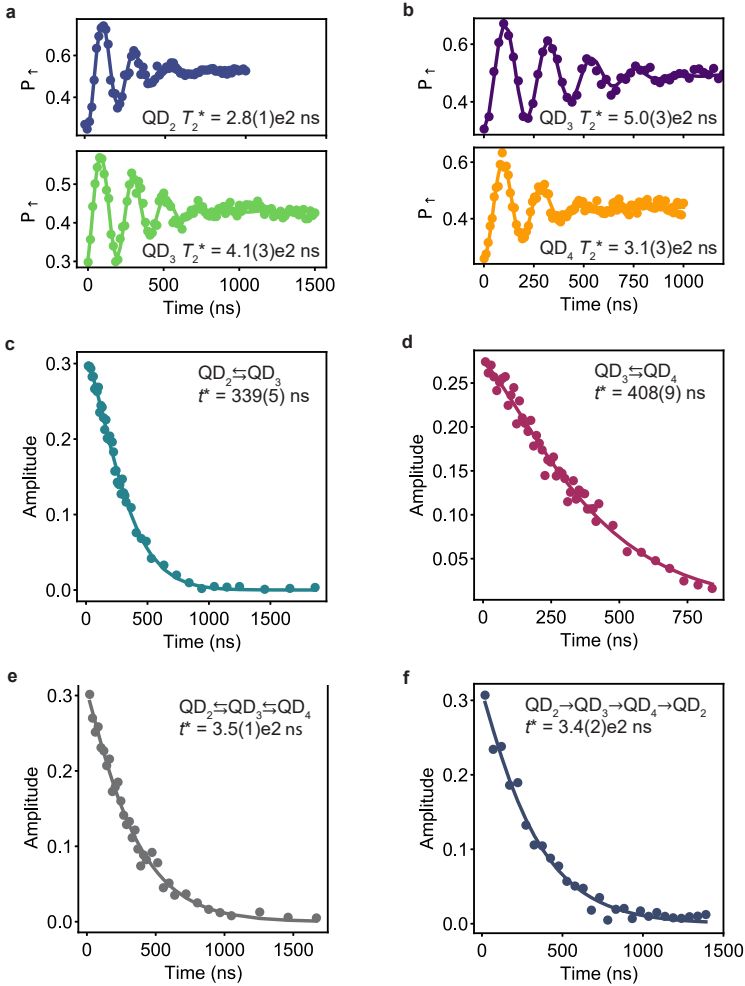 a
P↑
0.6
0.4
QD₂ T₂* = 2.8(1)e2 ns
P↑
0.5
0.4
0.3
QD₃ T₂* = 4.1(3)e2 ns
0 500 1000 1500
Time (ns)
b
P↑
0.6
0.4
QD₃ T₂* = 5.0(3)e2 ns
P↑
0.6
0.4
QD₄ T₂* = 3.1(3)e2 ns
0 250 500 750 1000
Time (ns)
c
Amplitude
0.3
0.2
0.1
0.0
QD₂⇆QD₃
t* = 339(5) ns
0 500 1000 1500
Time (ns)
d
Amplitude
0.25
0.20
0.15
0.10
0.05
QD₃⇆QD₄
t* = 408(9) ns
0 250 500 750
Time (ns)
e
Amplitude
0.3
0.2
0.1
0.0
QD₂⇆QD₃⇆QD₄
t* = 3.5(1)e2 ns
0 500 1000 1500
Time (ns)
f
Amplitude
0.3
0.2
0.1
0.0
QD₂→QD₃→QD₄→QD₂
t* = 3.4(2)e2 ns
0 500 1000 1500
Time (ns)